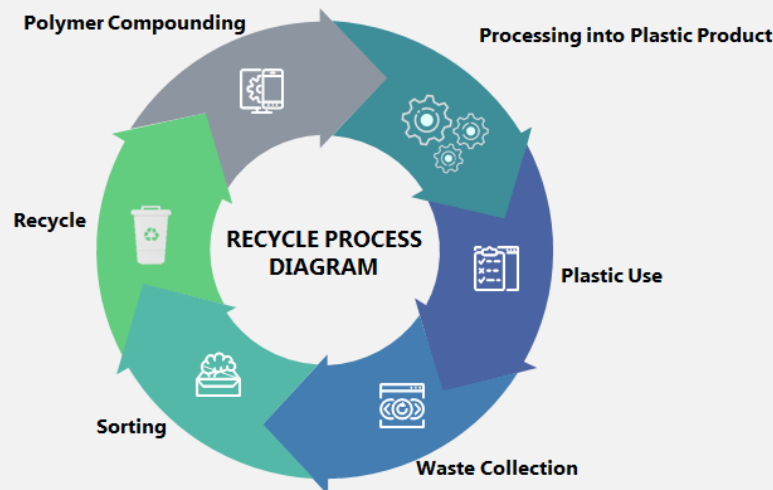 Polymer Compounding
Processing into Plastic Product
Recycle
RECYCLE PROCESS
DIAGRAM
Plastic Use
Sorting
Waste Collection